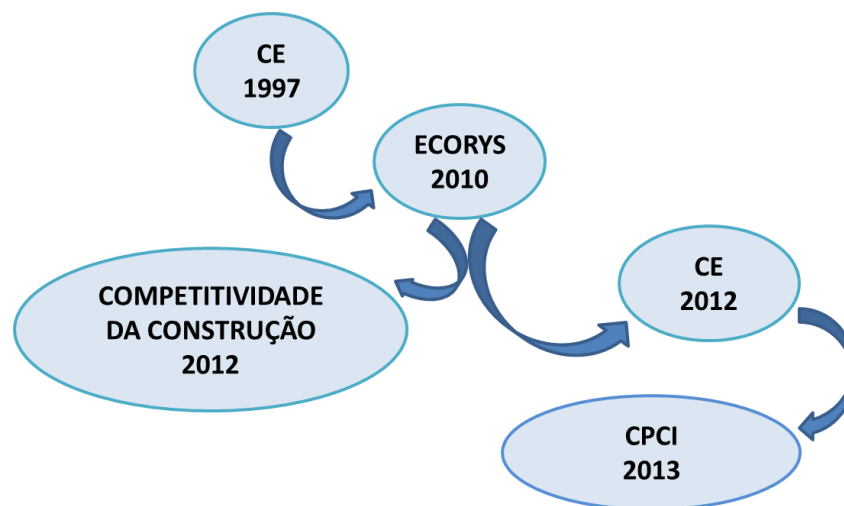 CE
1997
ECORYS
2010
COMPETITIVIDADE
DA CONSTRUÇÃO
2012
CE
2012
CPCI
2013